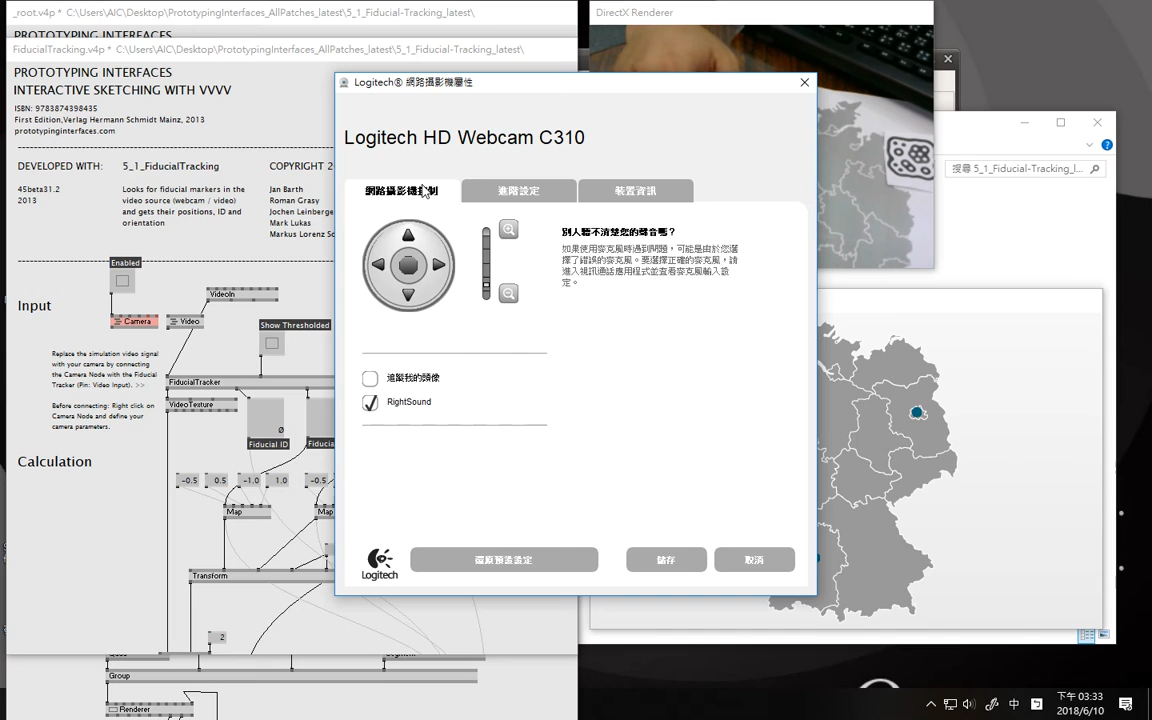 _root.v4p * C:\Users\AIC\Desktop\PrototypingInterfaces_AllPatches_latest\5_1_Fiducial-Tracking_latest\
PROTOTYPING INTERFACES
FiducialTracking.v4p * C:\Users\AIC\Desktop\PrototypingInterfaces_AllPatches_latest\5_1_Fiducial-Tracking_latest\
PROTOTYPING INTERFACES
INTERACTIVE SKETCHING WITH VVVV
ISBN: 9783874398435
First Edition,Verlag Hermann Schmidt Mainz, 2013
prototypinginterfaces.com
DEVELOPED WITH:
45beta31.2
2013
5_1_FiducialTracking
Looks for fiducial markers in the
video source (webcam / video)
and gets their positions, ID and
orientation
COPYRIGHT 2
Jan Barth
Roman Grasy
Jochen Leinberge
Mark Lukas
Markus Lorenz Sc
Enabled
Input
VideoIn
Camera
Video
Show Thresholded
Replace the simulation video signal
with your camera by connecting
the Camera Node with the Fiducial
Tracker (Pin: Video Input). >>
Before connecting: Right click on
Camera Node and define your
camera parameters.
FiducialTracker
VideoTexture
Fiducial ID
Fiducia
Calculation
-0.5 0.5 -1.0 1.0 -0.5
Map
Map
Transform
2
Group
Renderer
DirectX Renderer
Logitech® 網路攝影機屬性
Logitech HD Webcam C310
網路攝影機控制
進階設定
裝置資訊
別人聽不清楚您的聲音嗎？
如果使用麥克風時遇到問題，可能是由於您選
擇了錯誤的麥克風。要選擇正確的麥克風，請
進入視訊通話應用程式並查看麥克風輸入設
定。
追蹤我的頭像
RightSound
Logitech
還原預設設定
儲存
取消
搜尋 5_1_Fiducial-Tracking_l...
中
下午 03:33
2018/6/10